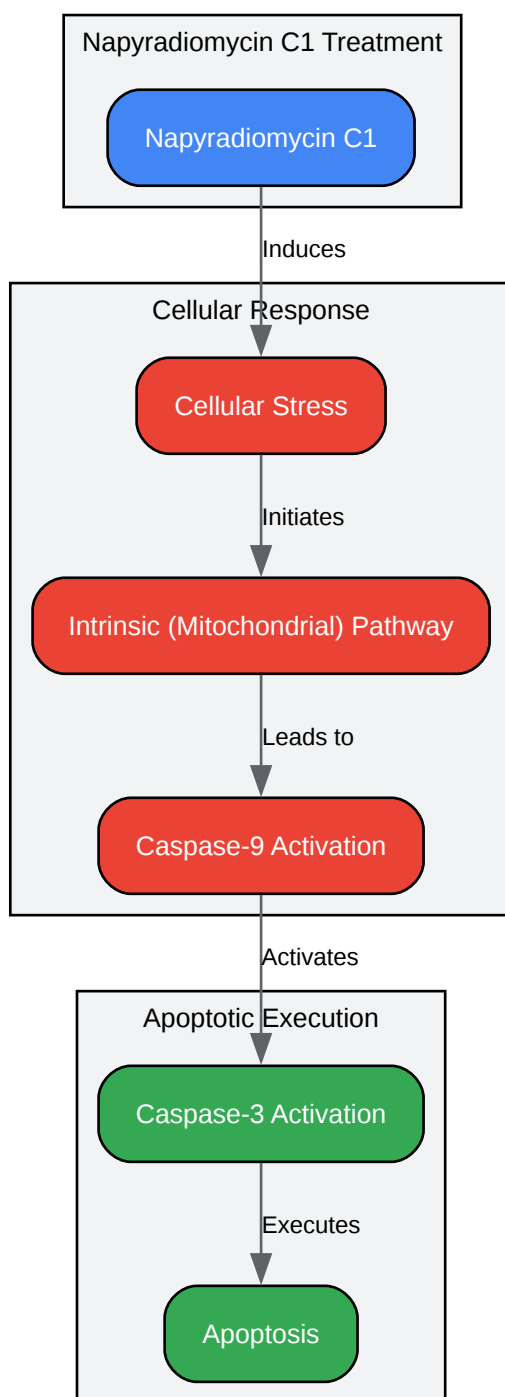 Napyradiomycin C1 Treatment
Napyradiomycin C1
Induces
Cellular Response
Cellular Stress
Initiates
Intrinsic (Mitochondrial) Pathway
Leads to
Caspase-9 Activation
Activates
Apoptotic Execution
Caspase-3 Activation
Executes
Apoptosis